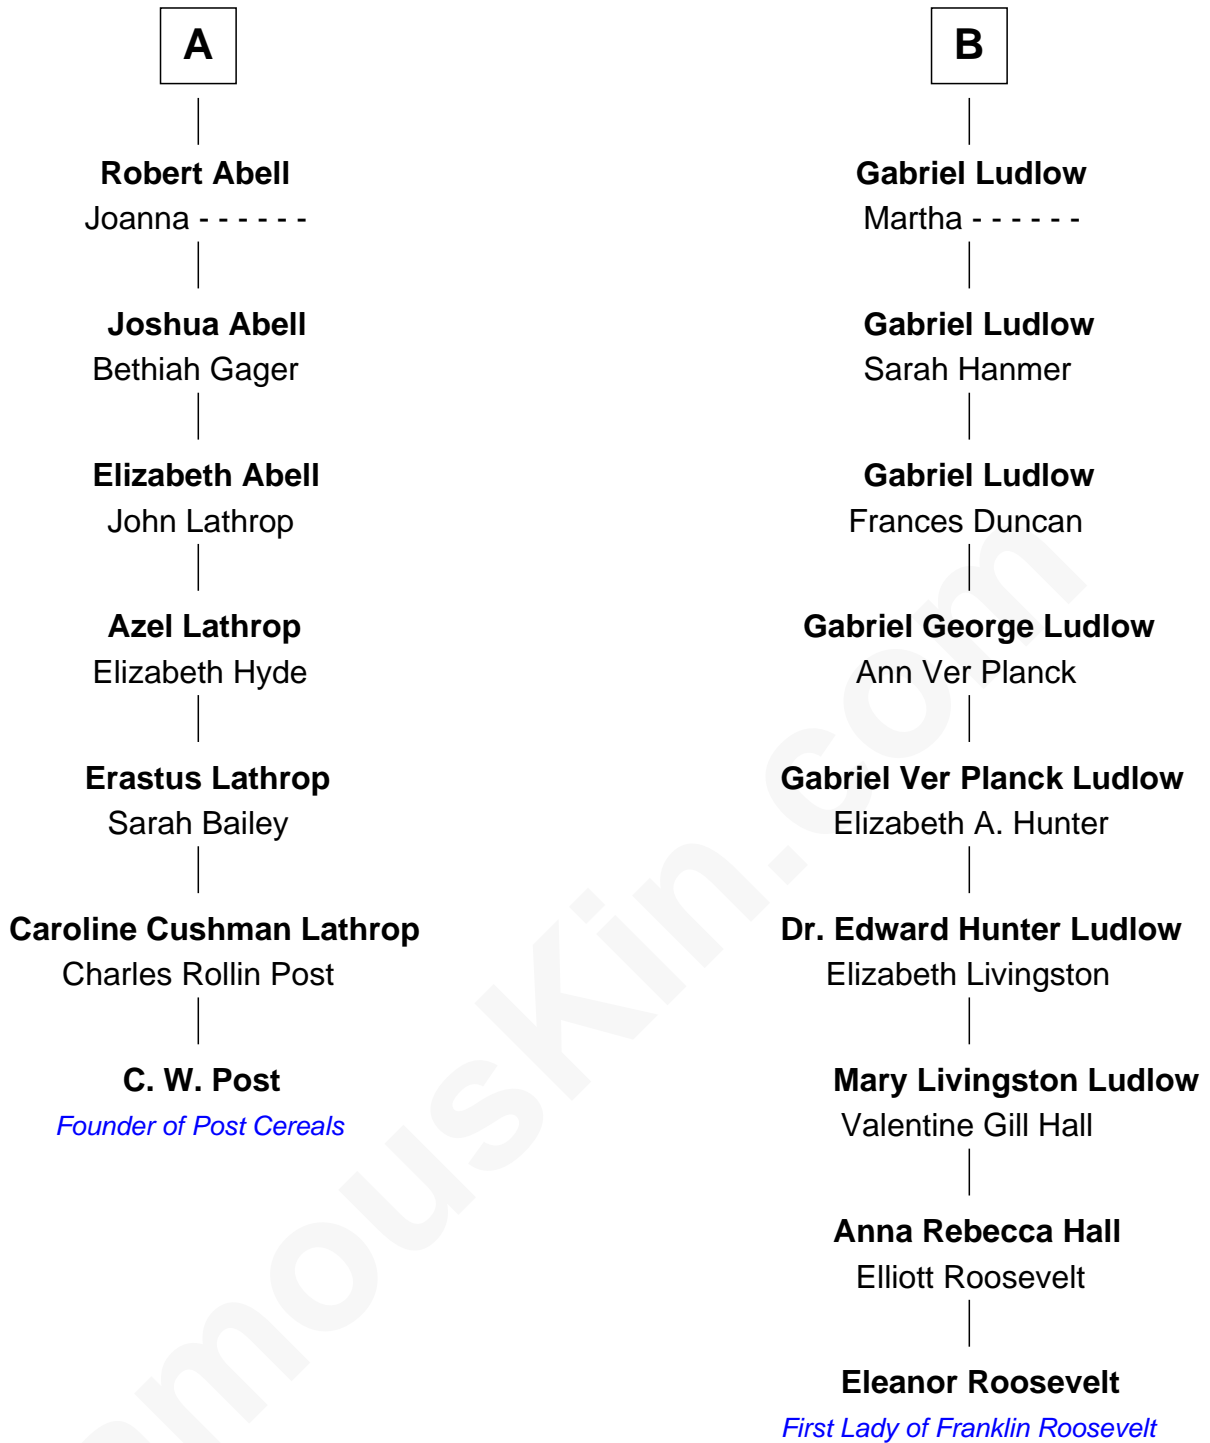 A
Robert Abell
Joanna - - - - - -
Joshua Abell
Bethiah Gager
Elizabeth Abell
John Lathrop
Azel Lathrop
Elizabeth Hyde
Erastus Lathrop
Sarah Bailey
Caroline Cushman Lathrop
Charles Rollin Post
C. W. Post
Founder of Post Cereals
B
Gabriel Ludlow
Martha - - - - - -
Gabriel Ludlow
Sarah Hanmer
Gabriel Ludlow
Frances Duncan
Gabriel George Ludlow
Ann Ver Planck
Gabriel Ver Planck Ludlow
Elizabeth A. Hunter
Dr. Edward Hunter Ludlow
Elizabeth Livingston
Mary Livingston Ludlow
Valentine Gill Hall
Anna Rebecca Hall
Elliott Roosevelt
Eleanor Roosevelt
First Lady of Franklin Roosevelt
amouskin.com